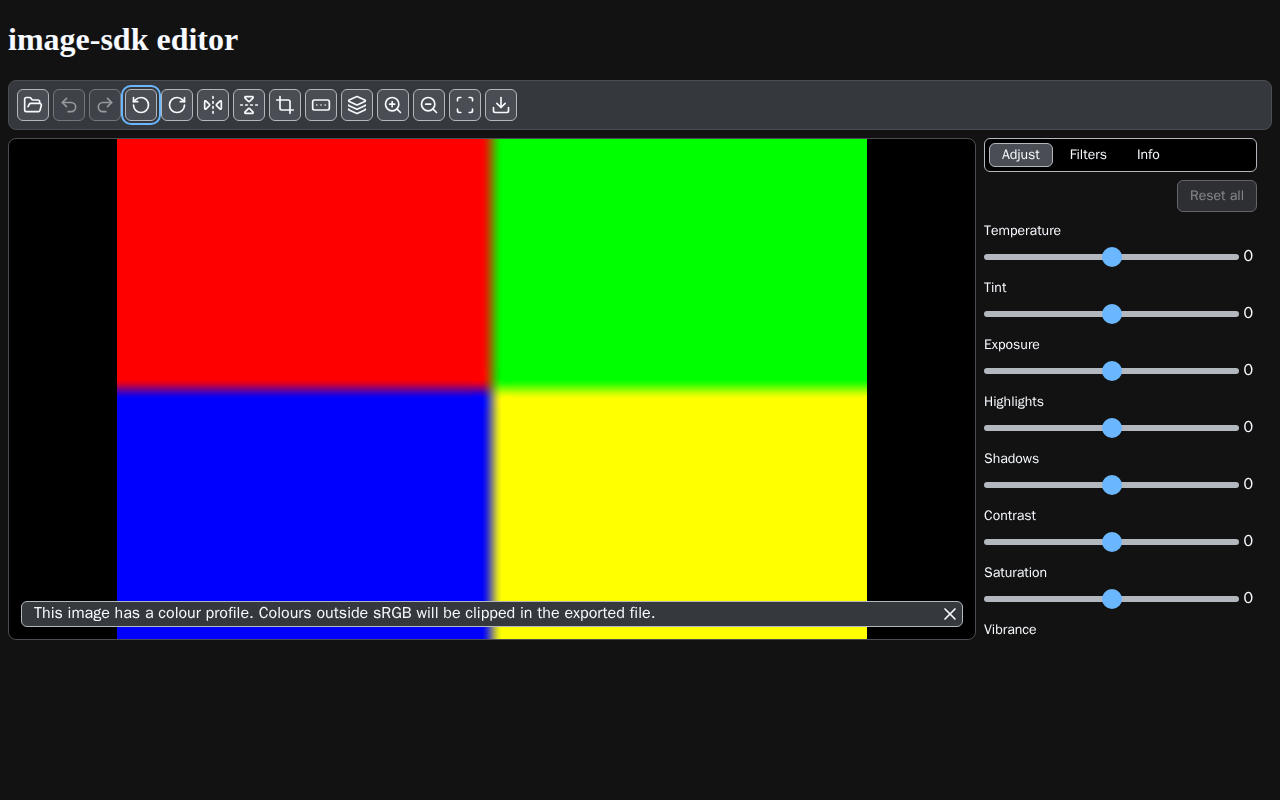 image-sdk editor
Adjust Filters Info
Reset all
Temperature
0
Tint
0
Exposure
0
Highlights
0
Shadows
0
Contrast
0
Saturation
0
This image has a colour profile. Colours outside sRGB will be clipped in the exported file.
Vibrance